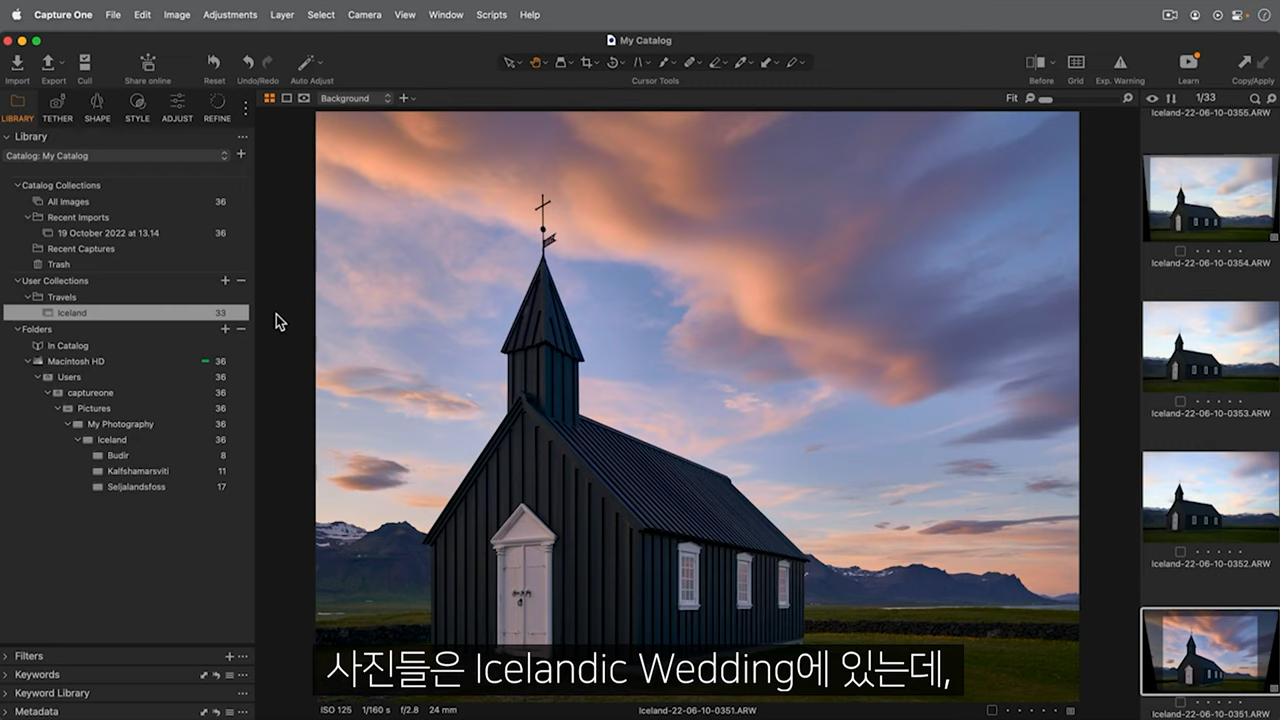 Capture One File Edit Image Adjustments Layer Select Camera View Window Scripts Help
My Catalog
Import Export Cull Share online Reset Undo/Redo Auto Adjust Cursor Tools Before Grid Exp. Warning Learn Copy/Apply
LIBRARY TETHER SHAPE STYLE ADJUST REFINE
Background
Fit
1/33
Library
Catalog: My Catalog
Catalog Collections
All Images 36
Recent Imports
19 October 2022 at 13.14 36
Recent Captures
Trash
User Collections
Travels
Iceland 33
Folders
In Catalog
Macintosh HD 36
Users 36
captureone 36
Pictures 36
My Photography 36
Iceland 36
Budir 8
Kalfshamarsviti 11
Seljalandsfoss 17
Filters
Keywords
Keyword Library
Metadata
사진들은 Icelandic Wedding에 있는데,
ISO 125 1/160 s f/2.8 24 mm
Iceland-22-06-10-0351.ARW
Iceland-22-06-10-0355.ARW
Iceland-22-06-10-0354.ARW
Iceland-22-06-10-0353.ARW
Iceland-22-06-10-0352.ARW
Iceland-22-06-10-0351.ARW